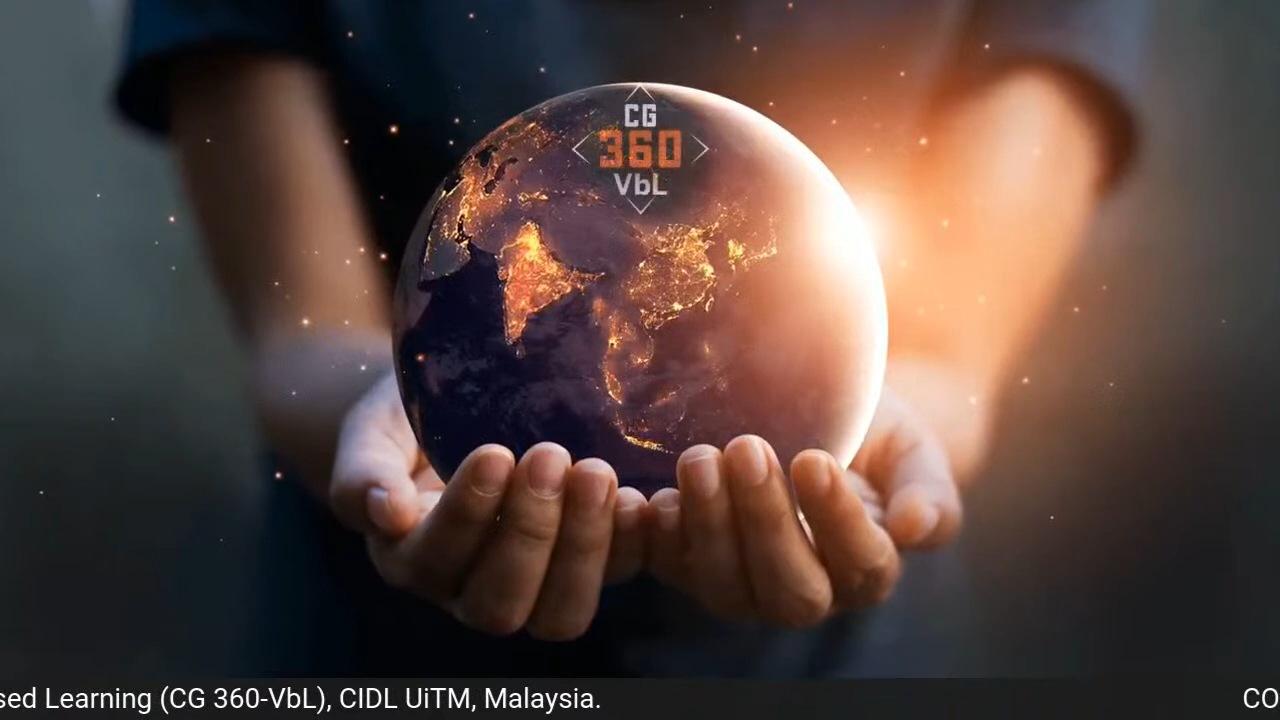 CG
360
VbL
sed Learning (CG 360-VbL), CIDL UiTM, Malaysia.
CO